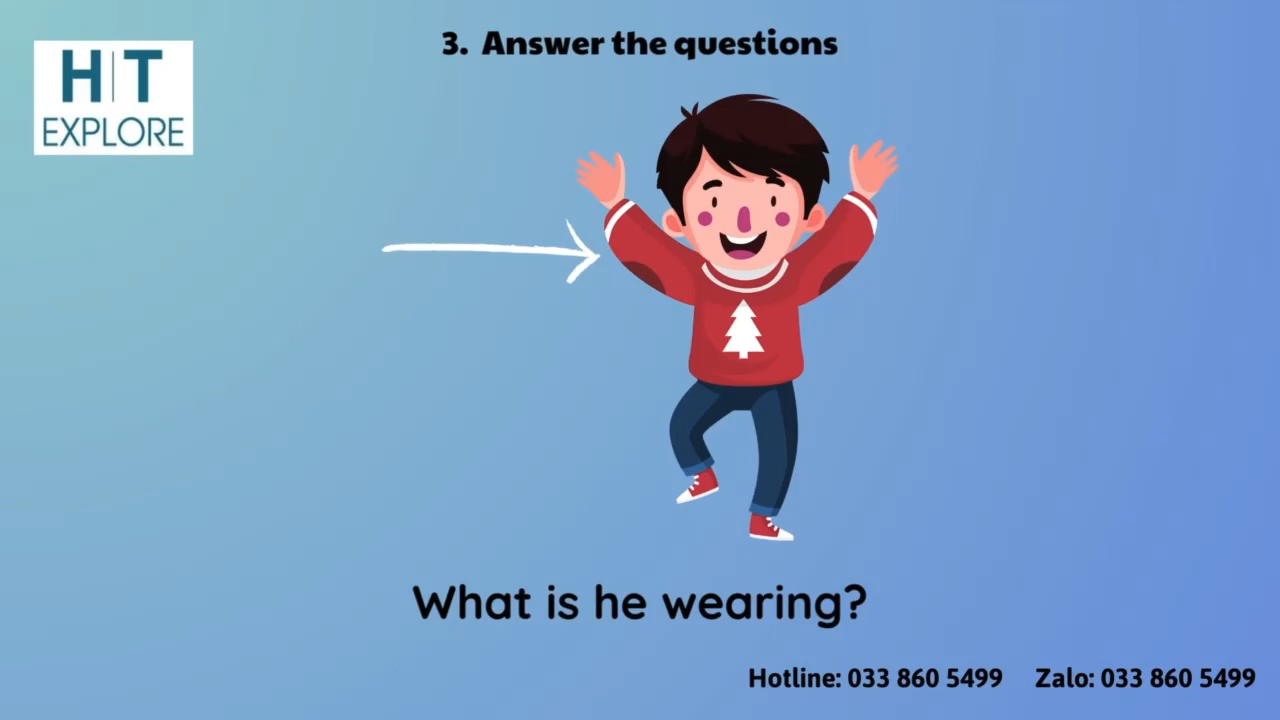 H|T
EXPLORE
3. Answer the questions
What is he wearing?
Hotline: 033 860 5499 Zalo: 033 860 5499